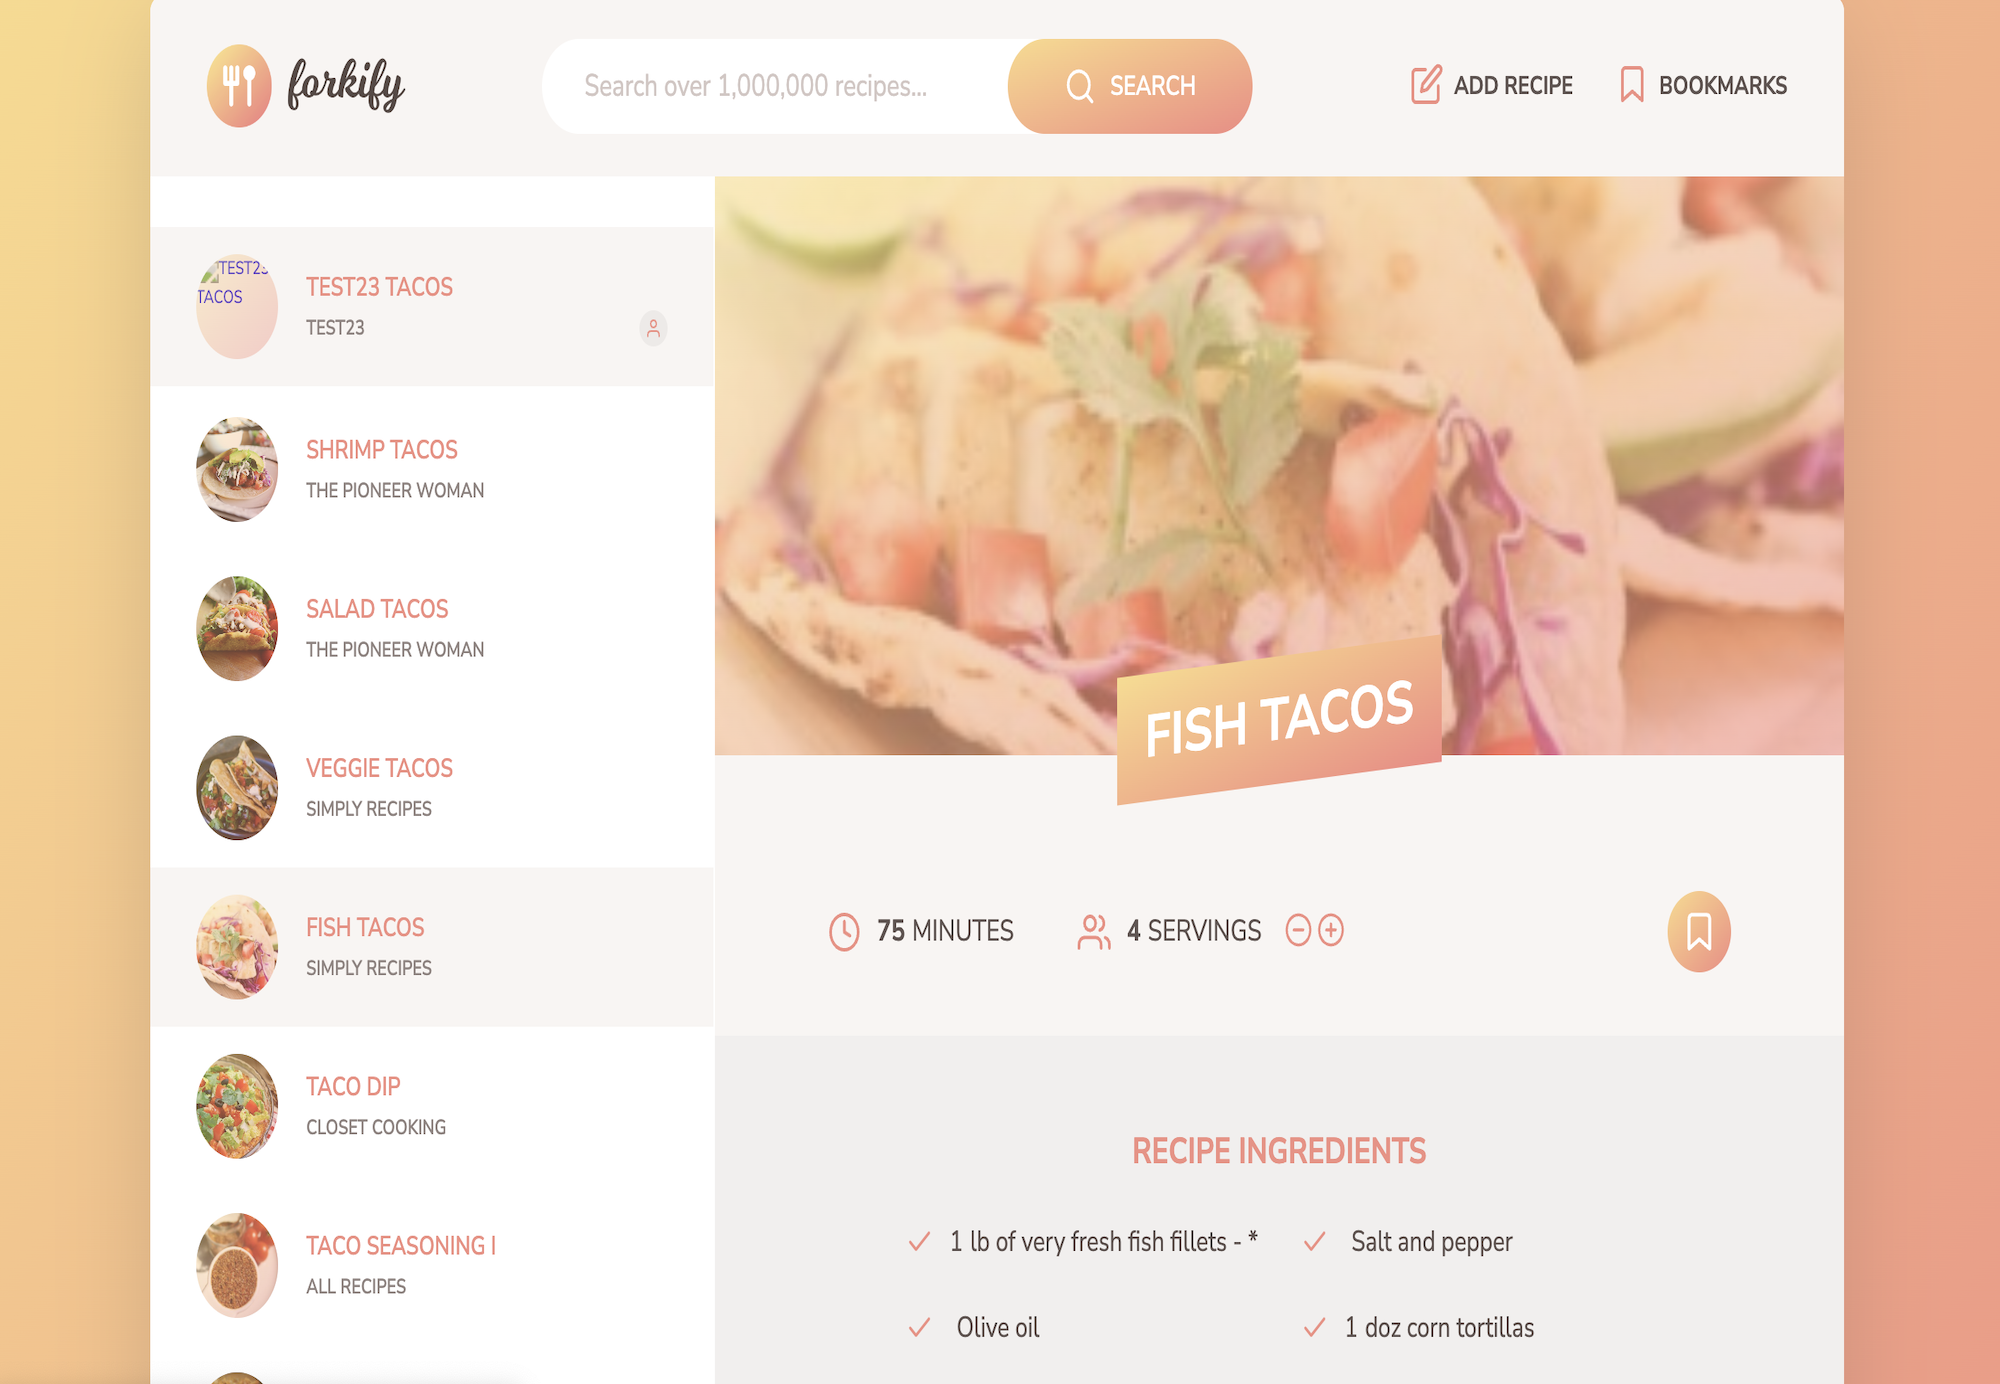 forkify
Search over 1,000,000 recipes...
SEARCH
ADD RECIPE
BOOKMARKS
TEST23 TACOS
TEST23
SHRIMP TACOS
THE PIONEER WOMAN
SALAD TACOS
THE PIONEER WOMAN
VEGGIE TACOS
SIMPLY RECIPES
FISH TACOS
SIMPLY RECIPES
TACO DIP
CLOSET COOKING
TACO SEASONING I
ALL RECIPES
FISH TACOS
75 MINUTES
4 SERVINGS
RECIPE INGREDIENTS
1 lb of very fresh fish fillets - *
Salt and pepper
Olive oil
1 doz corn tortillas